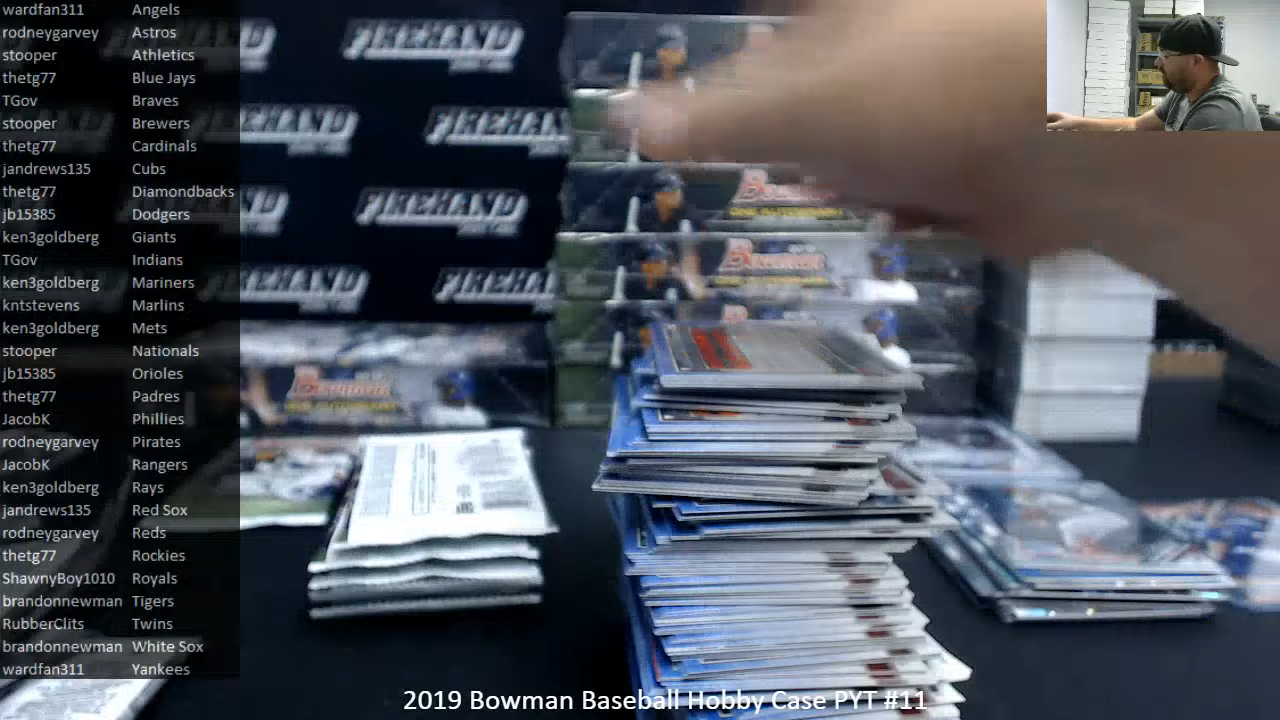 wardfan311 Angels
rodneygarvey Astros
stooper Athletics
thetg77 Blue Jays
TGov Braves
stooper Brewers
thetg77 Cardinals
jandrews135 Cubs
thetg77 Diamondbacks
jb15385 Dodgers
ken3goldberg Giants
TGov Indians
ken3goldberg Mariners
kntstevens Marlins
ken3goldberg Mets
stooper Nationals
jb15385 Orioles
thetg77 Padres
JacobK Phillies
rodneygarvey Pirates
JacobK Rangers
ken3goldberg Rays
jandrews135 Red Sox
rodneygarvey Reds
thetg77 Rockies
ShawnyBoy1010 Royals
brandonnewman Tigers
RubberClits Twins
brandonnewman White Sox
wardfan311 Yankees
FIREHAND
FIREHAND
FIREHAN
FIREHAND
FIREHAND
FIREHAN
Bowman
Bowman
Bowman
2019 Bowman Baseball Hobby Case PYT #11